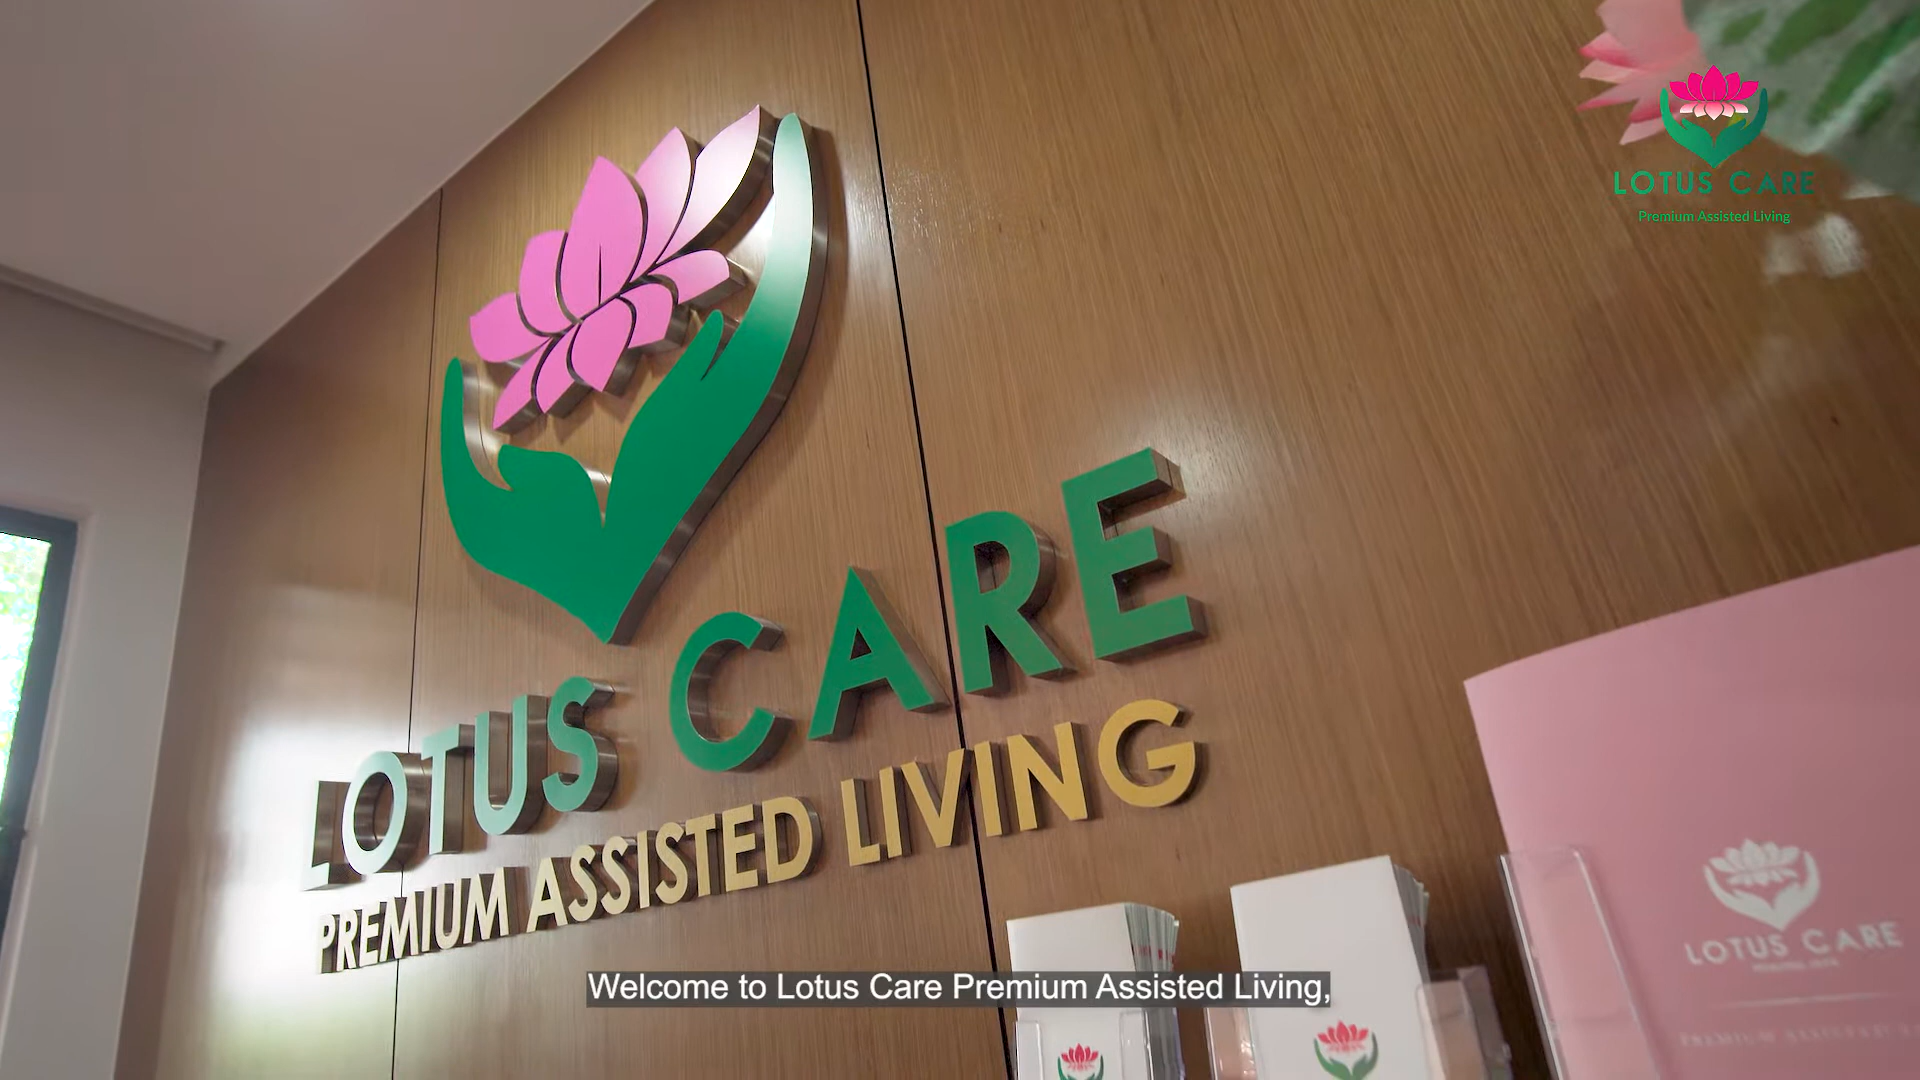 LOTUS CARE
Premium Assisted Living
LOTUS CARE
PREMIUM ASSISTED LIVING
LOTUS CARE
Welcome to Lotus Care Premium Assisted Living,